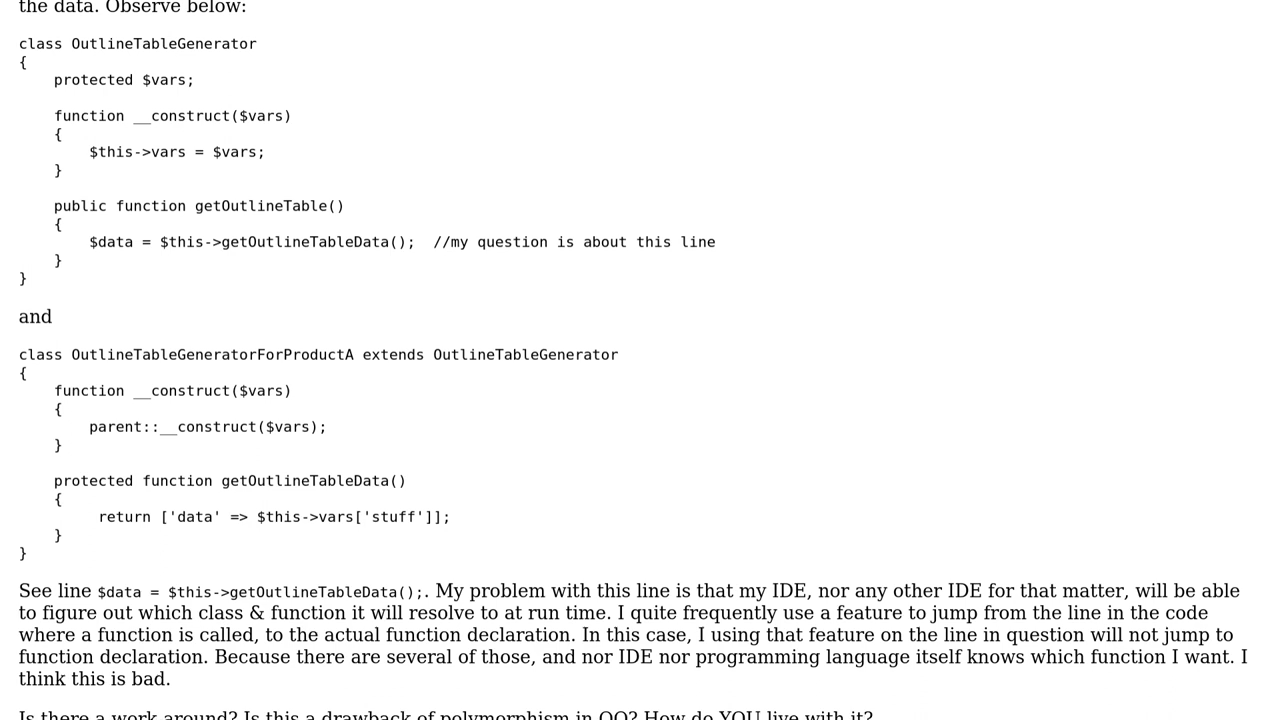 the data. Observe below:
class OutlineTableGenerator
{
    protected $vars;

    function __construct($vars)
    {
        $this->vars = $vars;
    }

    public function getOutlineTable()
    {
        $data = $this->getOutlineTableData();  //my question is about this line
    }
}
and
class OutlineTableGeneratorForProductA extends OutlineTableGenerator
{
    function __construct($vars)
    {
        parent::__construct($vars);
    }

    protected function getOutlineTableData()
    {
         return ['data' => $this->vars['stuff']];
    }
}
See line $data = $this->getOutlineTableData();. My problem with this line is that my IDE, nor any other IDE for that matter, will be able
to figure out which class & function it will resolve to at run time. I quite frequently use a feature to jump from the line in the code
where a function is called, to the actual function declaration. In this case, I using that feature on the line in question will not jump to
function declaration. Because there are several of those, and nor IDE nor programming language itself knows which function I want. I
think this is bad.
Is there a work around? Is this a drawback of polymorphism in OO? How do YOU live with it?